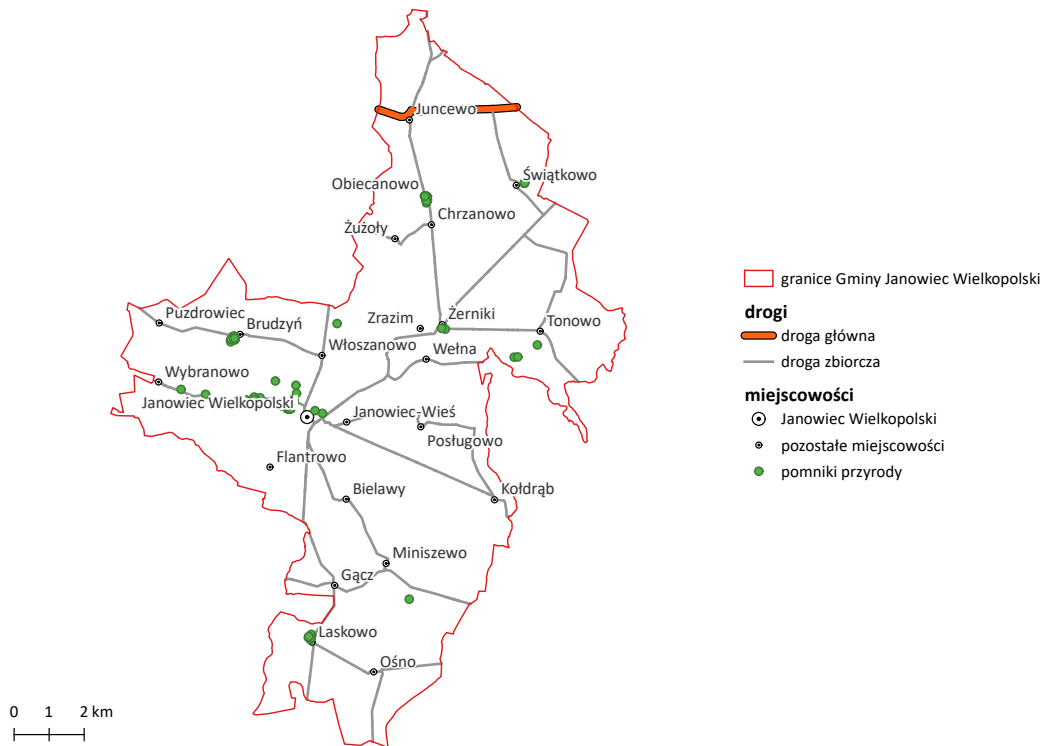 Juncewo
Świątkowo
Obiecanowo
Chrzanowo
Żużoły
Puzdrowiec
Brudzyń
Zrazim
Żerniki
Tonowo
Włoszanowo
Wełna
Wybranowo
Janowiec Wielkopolski
Janowiec-Wieś
Posługowo
Flantrowo
Bielawy
Kołdrąb
Miniszewo
Gącz
Laskowo
Ośno
granice Gminy Janowiec Wielkopolski
drogi
droga główna
droga zbiorcza
miejscowości
Janowiec Wielkopolski
pozostałe miejscowości
pomniki przyrody
0 1 2 km